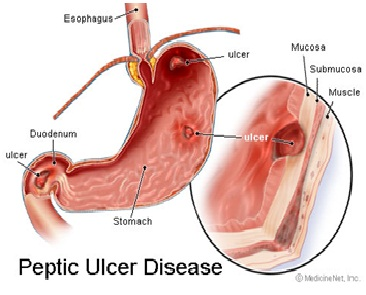 Esophagus
ulcer
Mucosa
Submucosa
Muscle
Duodenum
ulcer
ulcer
Stomach
Peptic Ulcer Disease
© MedicineNet, Inc.